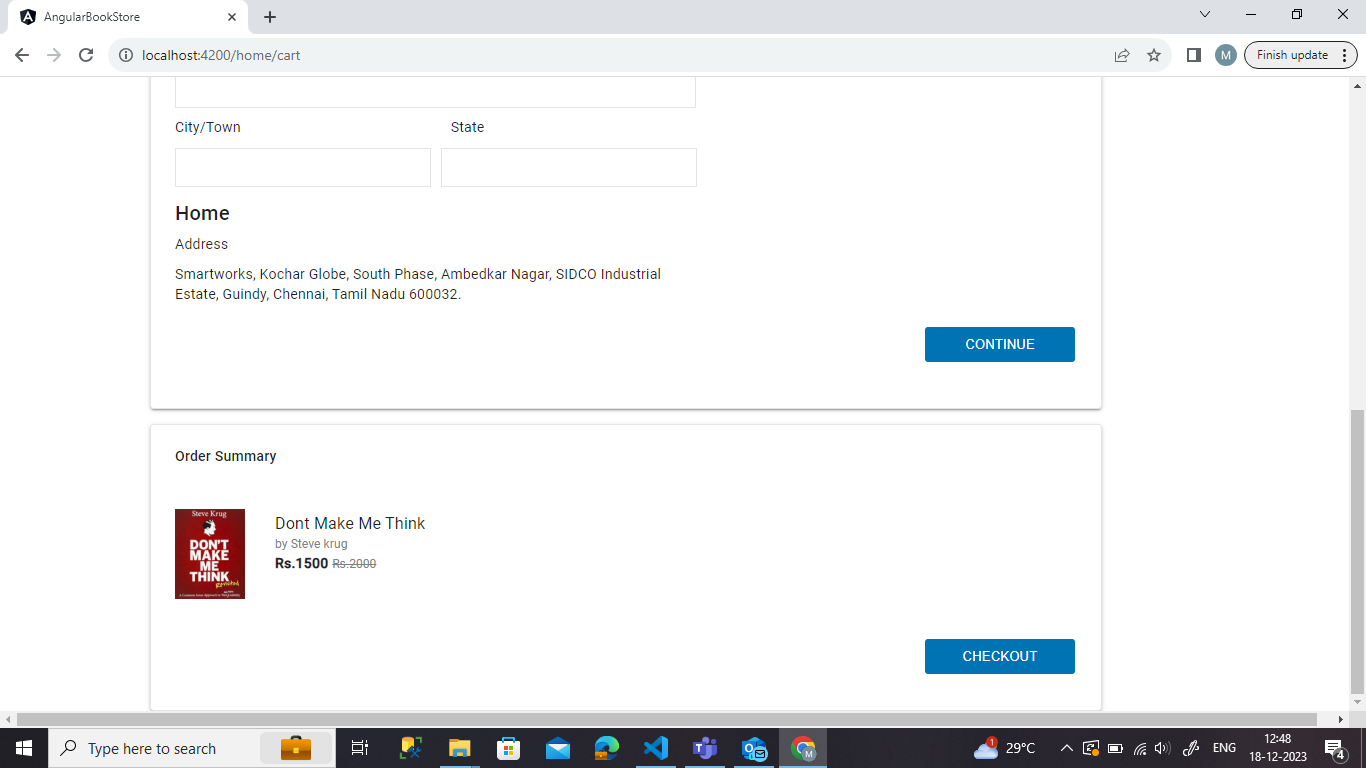 AngularBookStore
localhost:4200/home/cart
M
Finish update
City/Town State
Home
Address
Smartworks, Kochar Globe, South Phase, Ambedkar Nagar, SIDCO Industrial
Estate, Guindy, Chennai, Tamil Nadu 600032.
CONTINUE
Order Summary
Steve Krug
DON'T
MAKE
ME
THINK
Dont Make Me Think
by Steve krug
Rs.1500 Rs.2000
CHECKOUT
Type here to search
M
1
29°C
ENG
12:48
18-12-2023
4